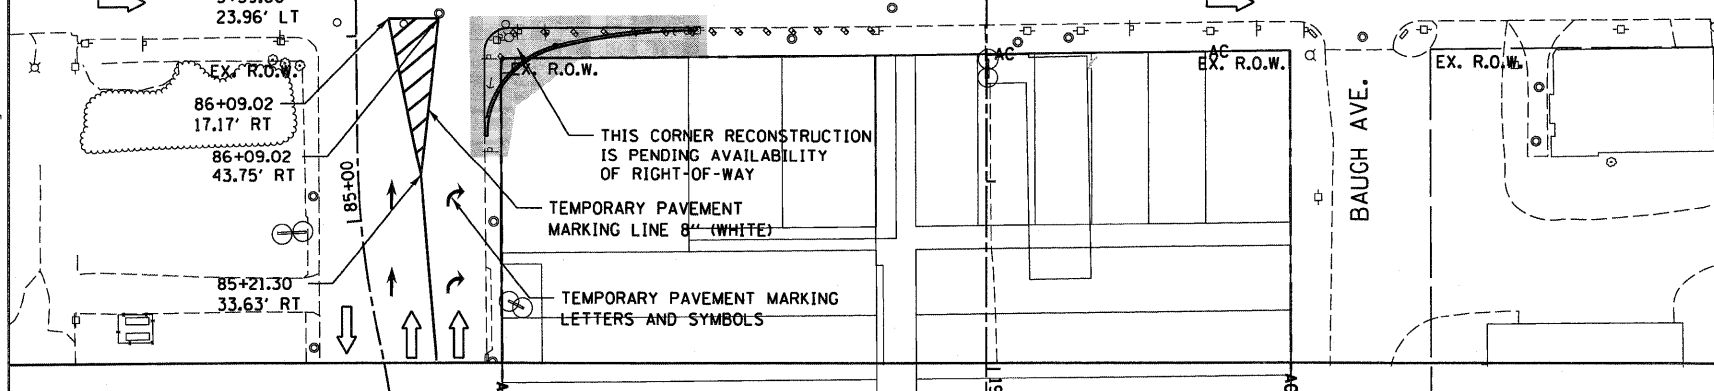 23.96' LT
EX. R.O.W.
86+09.02
17.17' RT
86+09.02
43.75' RT
85+00
85+21.30
33.63' RT
EX. R.O.W.
THIS CORNER RECONSTRUCTION
IS PENDING AVAILABILITY
OF RIGHT-OF-WAY
TEMPORARY PAVEMENT
MARKING LINE 8" (WHITE)
TEMPORARY PAVEMENT MARKING
LETTERS AND SYMBOLS
AC
AC
EX. R.O.W.
BAUGH AVE.
EX. R.O.W.